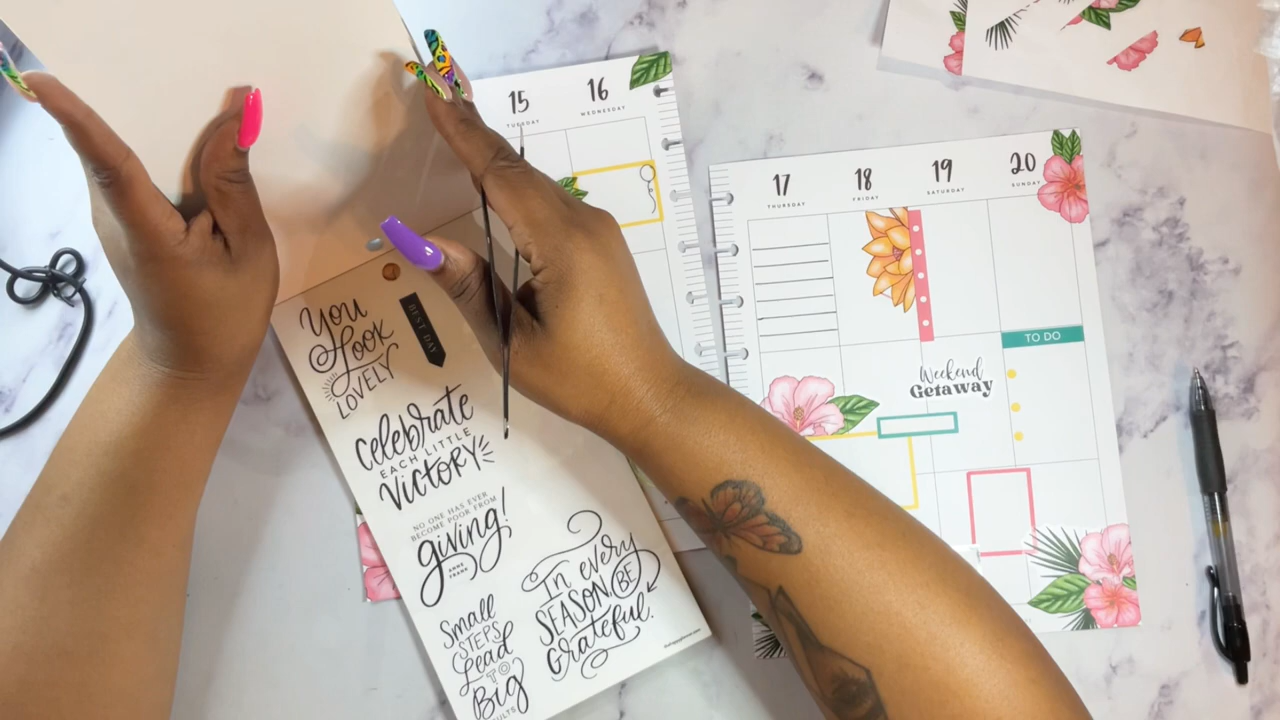 15
TUESDAY
16
WEDNESDAY
17
THURSDAY
18
FRIDAY
19
SATURDAY
20
SUNDAY
TO DO
Weekend
Getaway
You
Look
LOVELY
BEST DAY
celebrate
EACH LITTLE
VICTORY
NO ONE HAS EVER
BECOME POOR FROM
giving!
ANNE
FRANK
In every
SEASON, BE
Grateful.
Small
STEPS
Lead
TO
Big